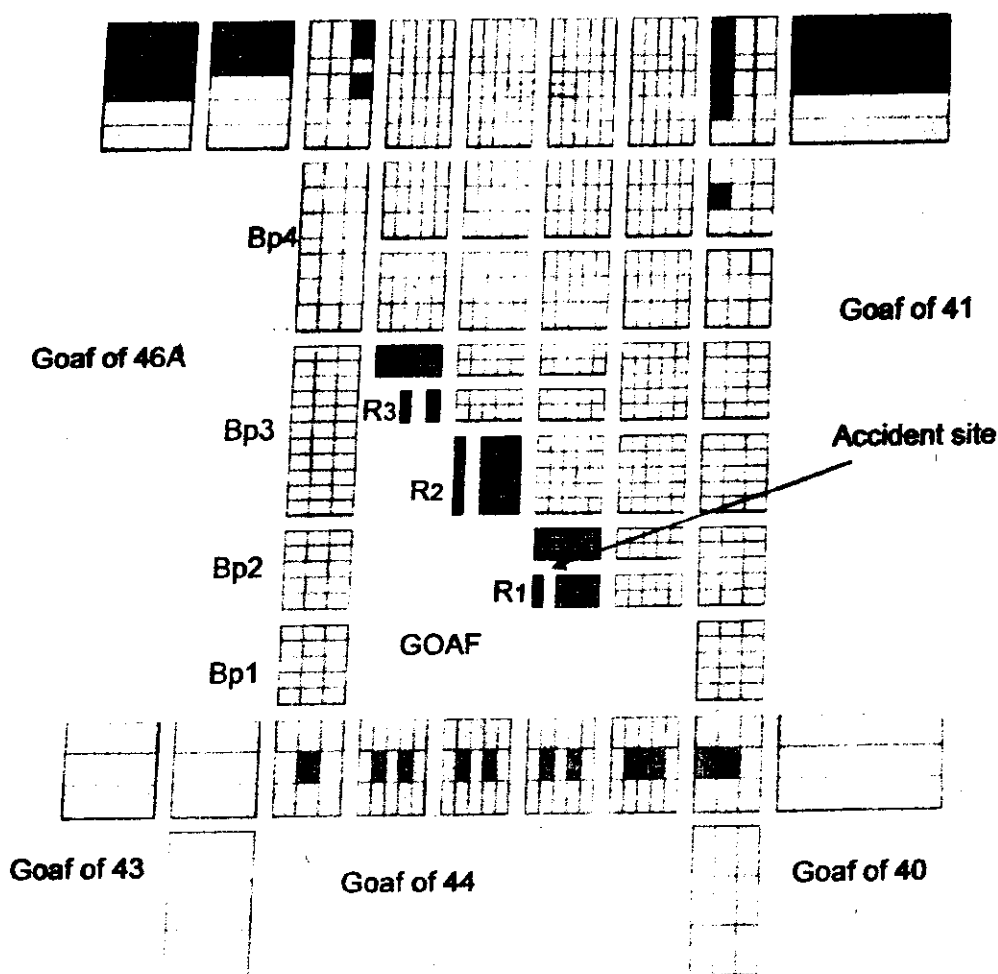 Bp4
Goaf of 41
Goaf of 46A
R3
Bp3
Accident site
R2
Bp2
R1
GOAF
Bp1
Goaf of 43
Goaf of 44
Goaf of 40